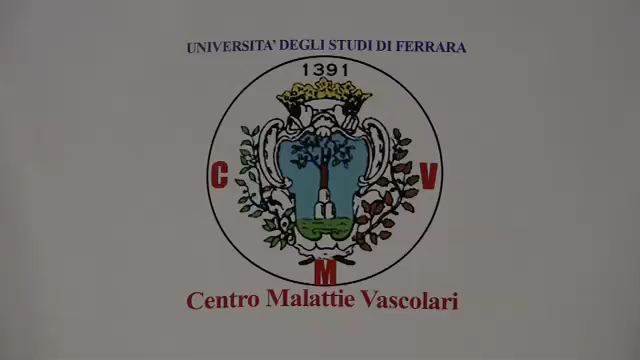 UNIVERSITA' DEGLI STUDI DI FERRARA
1391
C V
M
Centro Malattie Vascolari